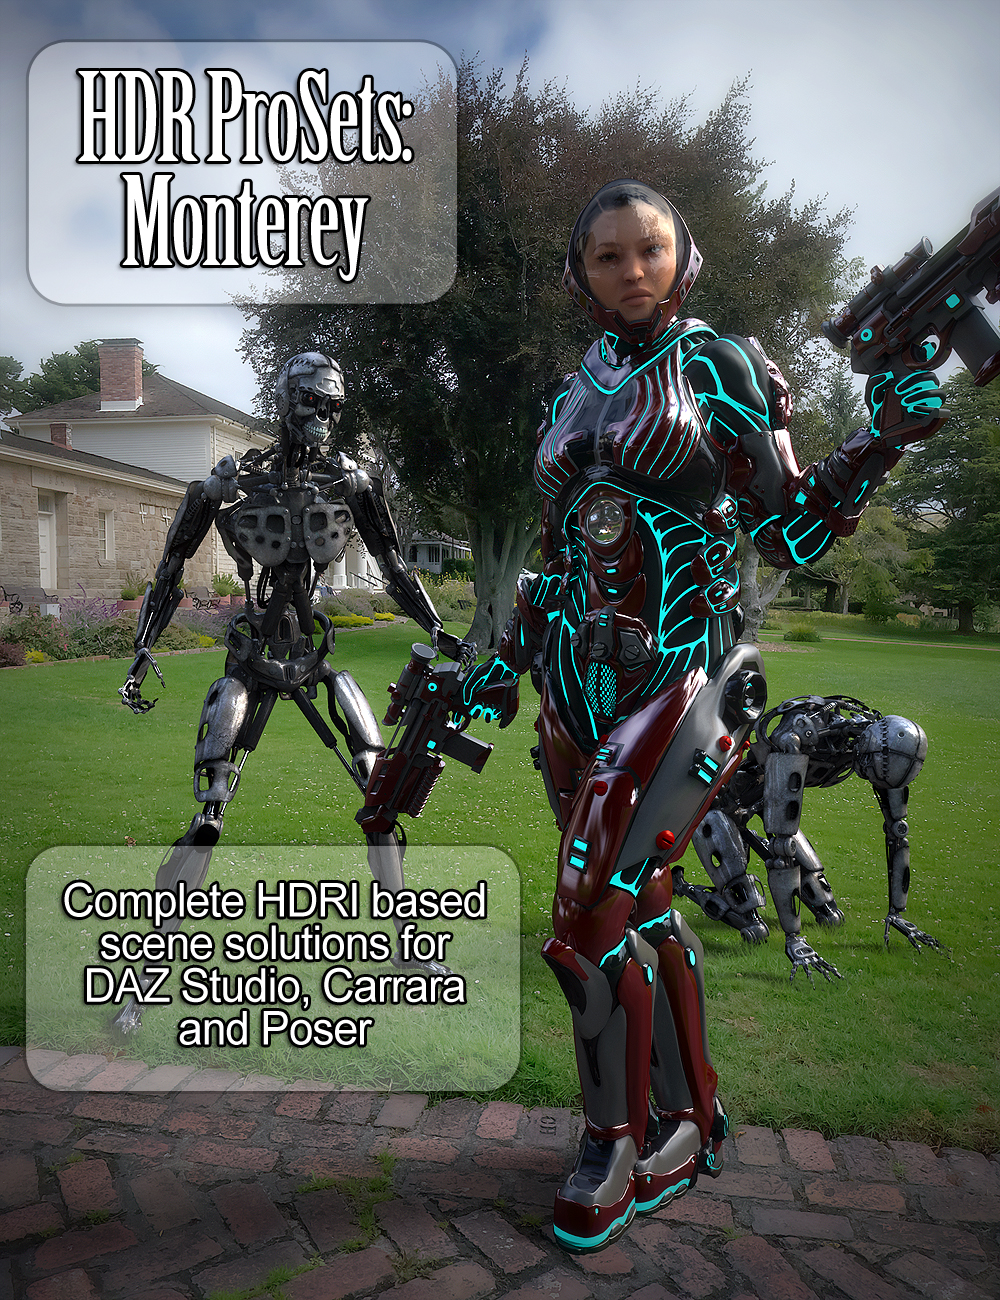 HDR ProSets:
Monterey
Complete HDRI based
scene solutions for
DAZ Studio, Carrara
and Poser